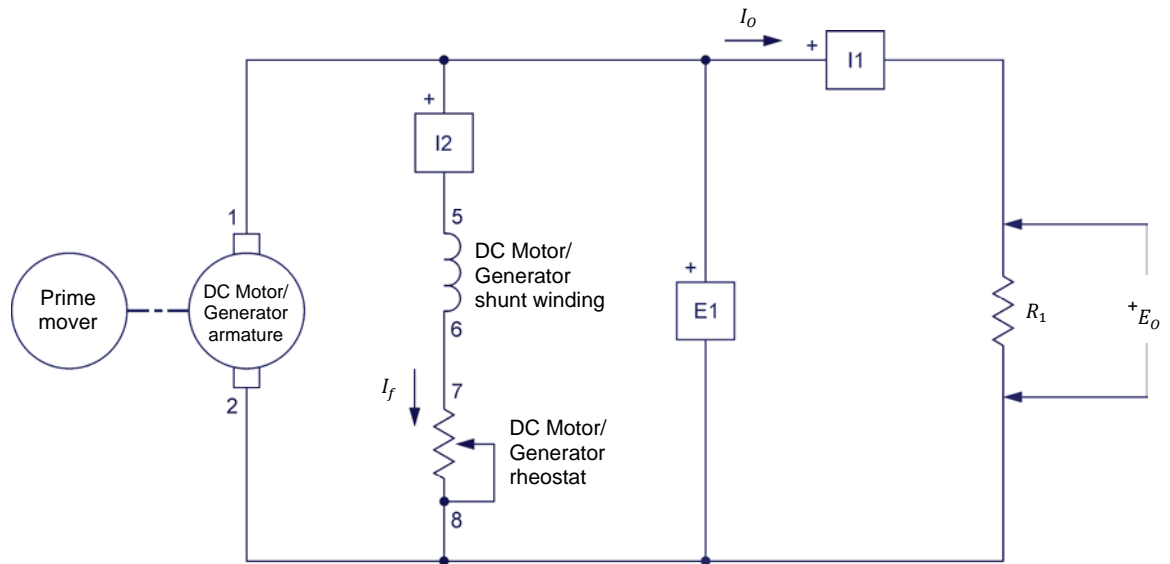 I_O
+
I1
+
I2
1
5
DC Motor/
Generator
shunt winding
Prime
mover
DC Motor/
Generator
armature
+
E1
R_1
+E_O
6
2
I_f
7
DC Motor/
Generator
rheostat
8